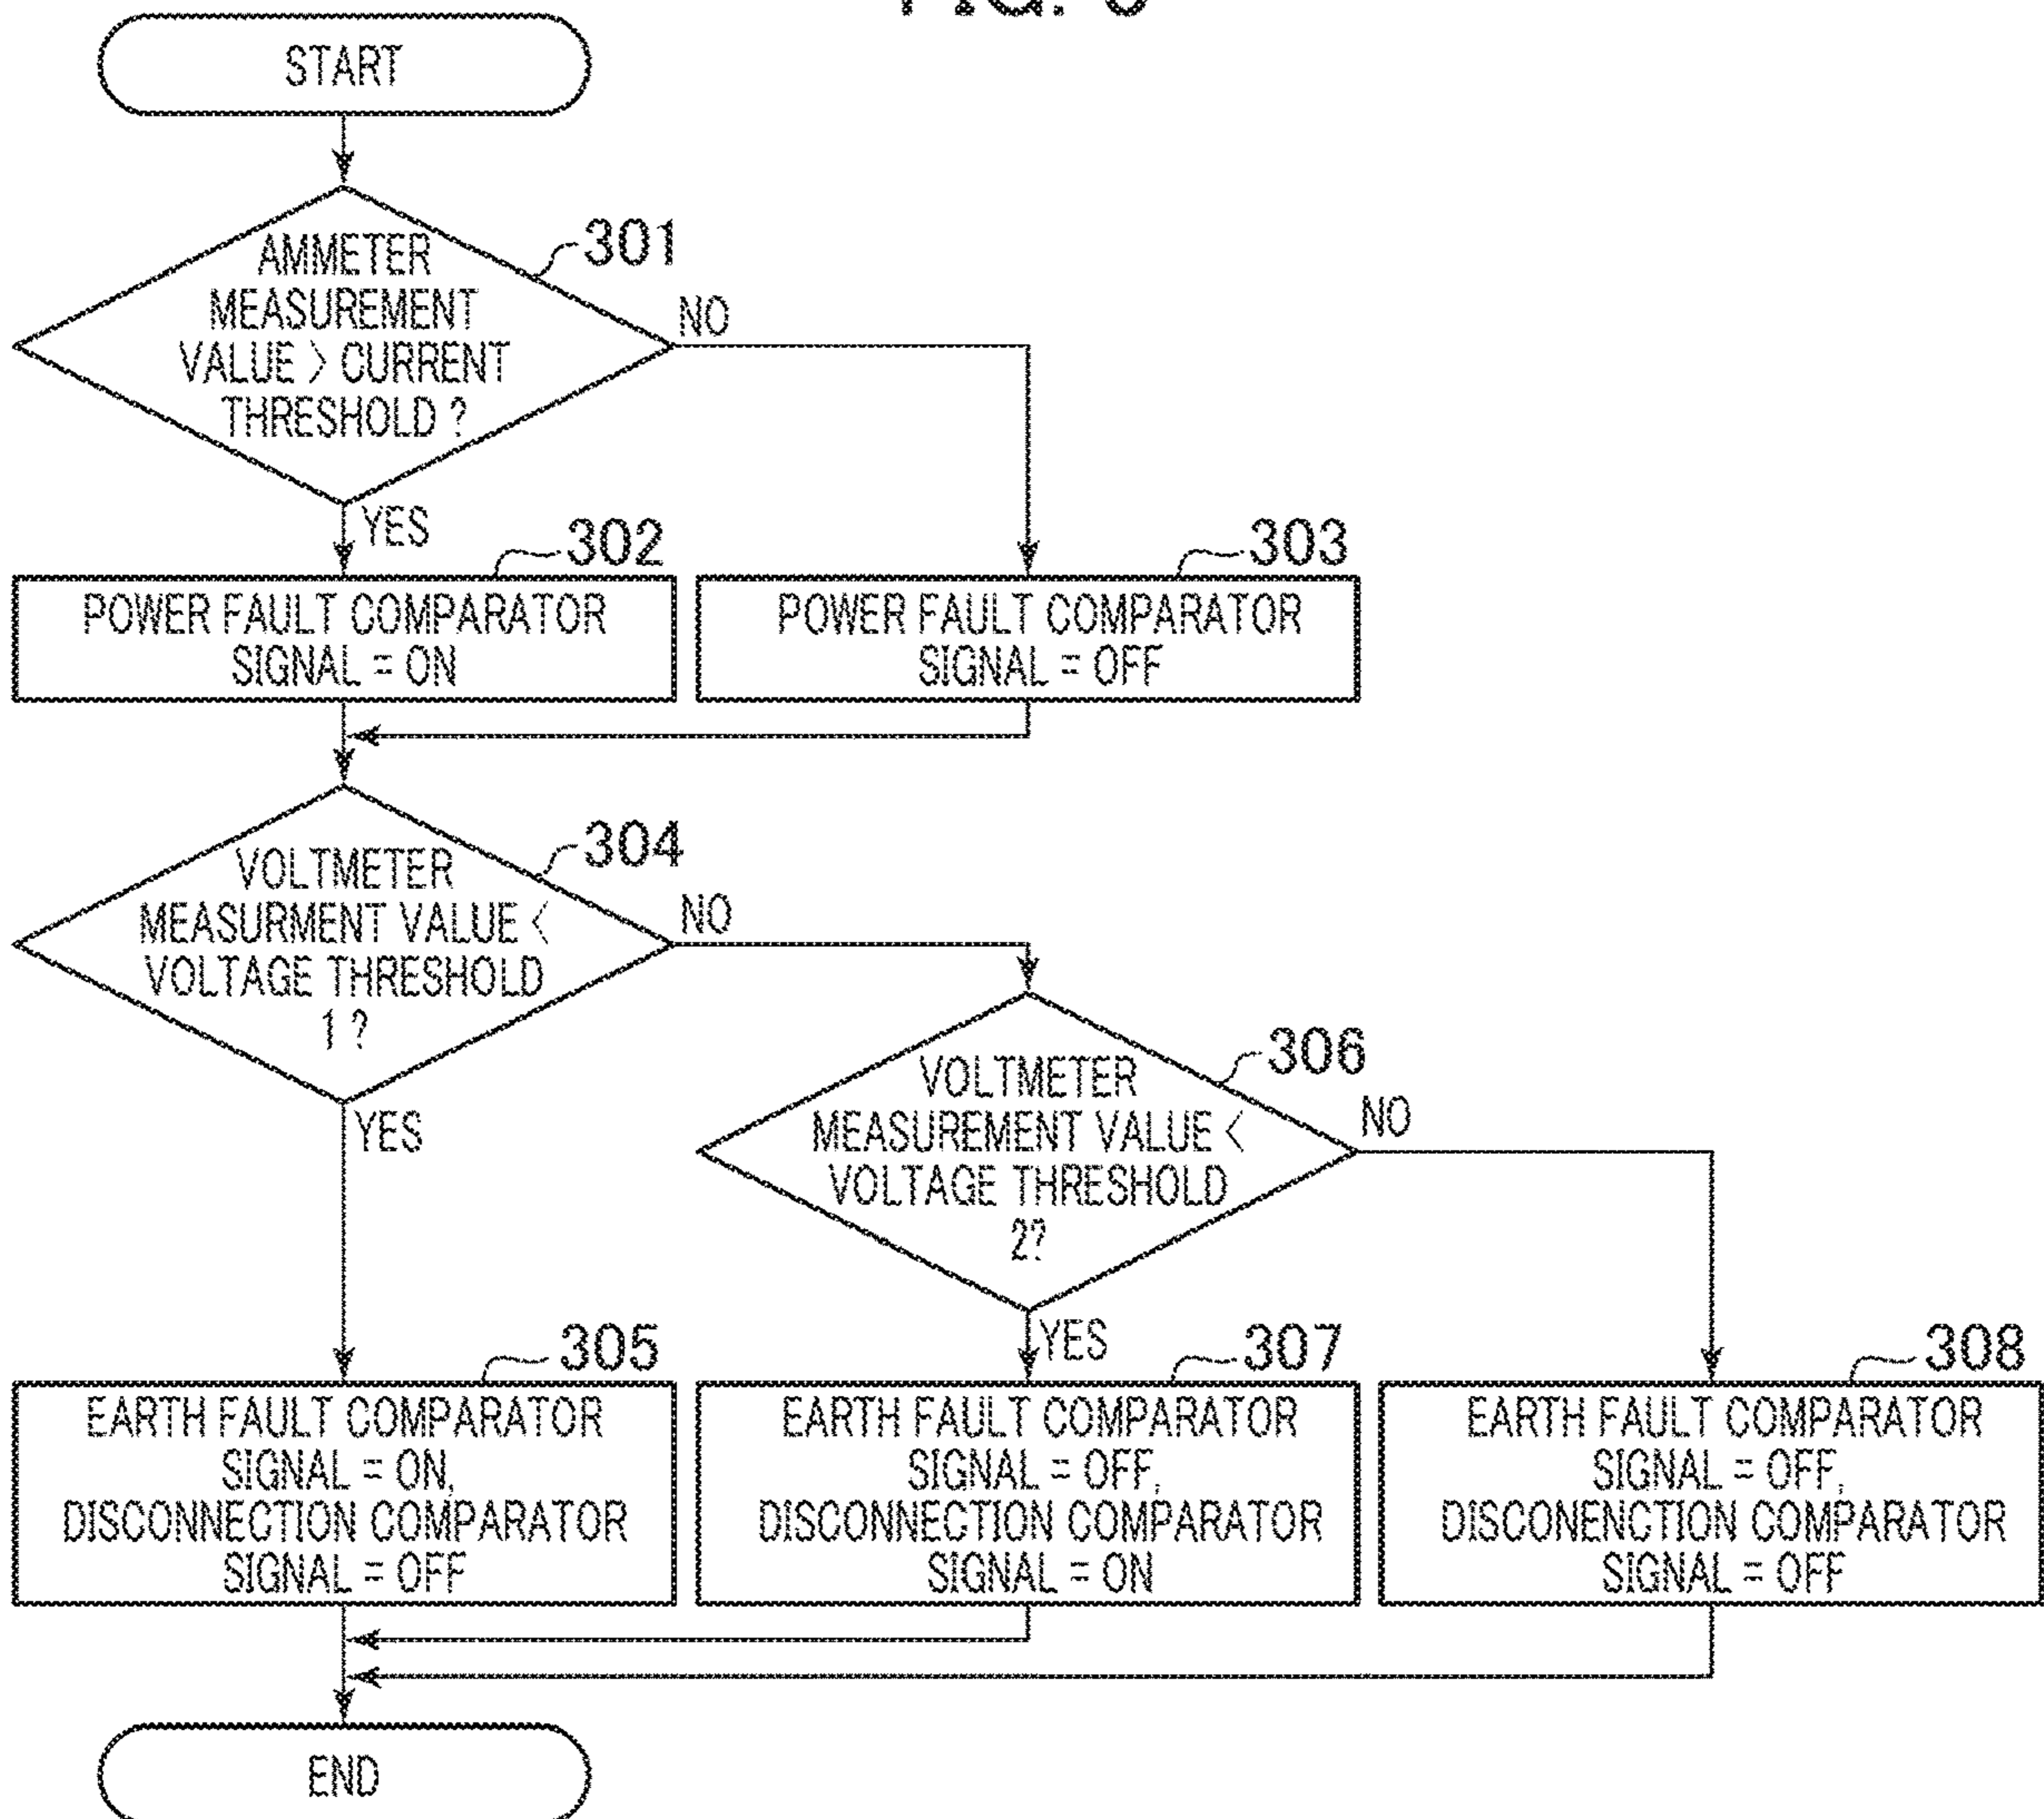 START
AMMETER
MEASUREMENT
VALUE > CURRENT
THRESHOLD ?
301
NO
YES
302
POWER FAULT COMPARATOR
SIGNAL = ON
303
POWER FAULT COMPARATOR
SIGNAL = OFF
304
VOLTMETER
MEASURMENT VALUE <
VOLTAGE THRESHOLD
1 ?
NO
YES
306
VOLTMETER
MEASUREMENT VALUE <
VOLTAGE THRESHOLD
2?
NO
YES
305
EARTH FAULT COMPARATOR
SIGNAL = ON,
DISCONNECTION COMPARATOR
SIGNAL = OFF
307
EARTH FAULT COMPARATOR
SIGNAL = OFF,
DISCONNECTION COMPARATOR
SIGNAL = ON
308
EARTH FAULT COMPARATOR
SIGNAL = OFF,
DISCONENCTION COMPARATOR
SIGNAL = OFF
END